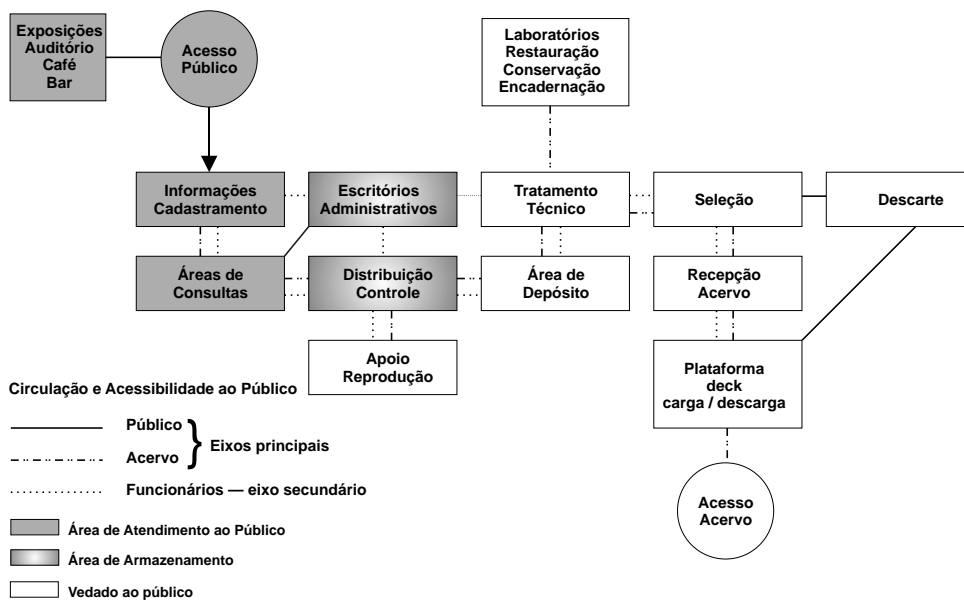 Exposições
Auditório
Café
Bar
Acesso
Público
Laboratórios
Restauração
Conservação
Encadernação
Informações
Cadastramento
Escritórios
Administrativos
Tratamento
Técnico
Seleção
Descarte
Áreas de
Consultas
Distribuição
Controle
Área de
Depósito
Recepção
Acervo
Apoio
Reprodução
Plataforma
deck
carga / descarga
Acesso
Acervo
Circulação e Acessibilidade ao Público
Público
Acervo
Eixos principais
Funcionários — eixo secundário
Área de Atendimento ao Público
Área de Armazenamento
Vedado ao público